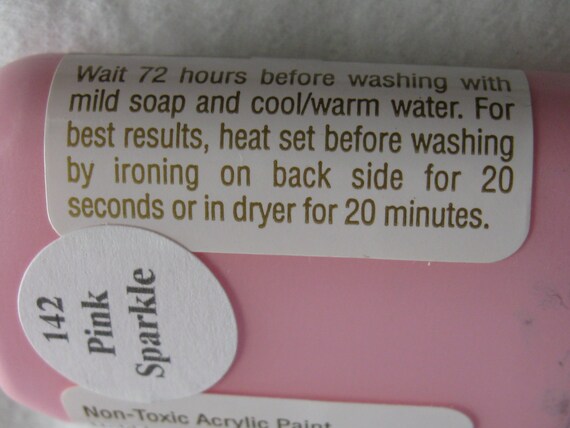 Wait 72 hours before washing with
mild soap and cool/warm water. For
best results, heat set before washing
by ironing on back side for 20
seconds or in dryer for 20 minutes.
142
Pink
Sparkle
Non-Toxic Acrylic Paint